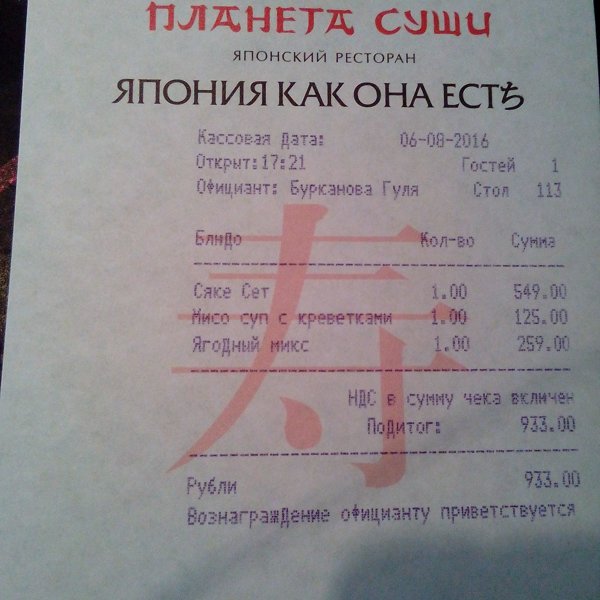 ПЛАНЕТА СУШИ
ЯПОНСКИЙ РЕСТОРАН
ЯПОНИЯ КАК ОНА ЕСТЬ
Кассовая Дата: 06-08-2016
Открыт:17:21 Гостей 1
Официант: Бурканова Гуля Стол 113
БлюДо Кол-во Сумма
Сяке Сет 1.00 549.00
Мисо суп с креветками 1.00 125.00
ЯгоДный микс 1.00 259.00
НДС в сумму чека включен
ПоДитог: 933.00
Рубли 933.00
ВознагражДение официанту приветствуется
寿